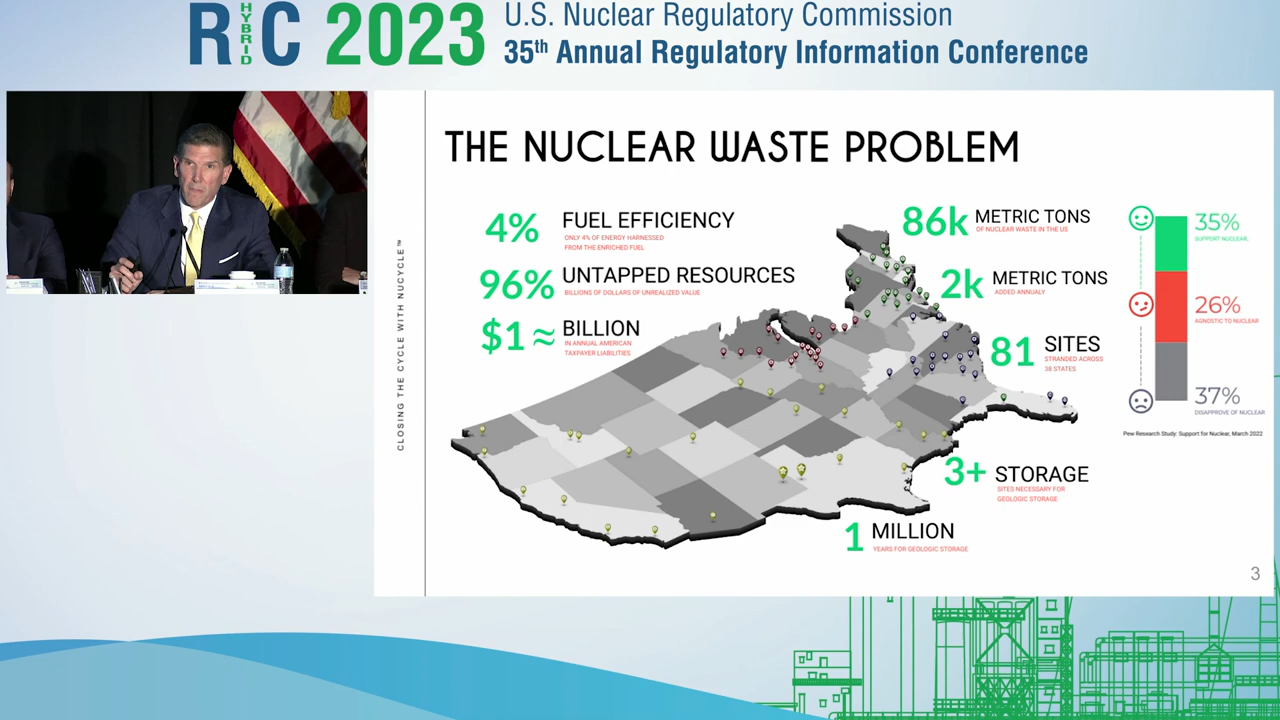 RIC HYBRID 2023
U.S. Nuclear Regulatory Commission
35th Annual Regulatory Information Conference
CLOSING THE CYCLE WITH NUCYCLE™
THE NUCLEAR WASTE PROBLEM
4% FUEL EFFICIENCY
ONLY 4% OF ENERGY HARNESSED
FROM THE ENRICHED FUEL
96% UNTAPPED RESOURCES
BILLIONS OF DOLLARS OF UNREALIZED VALUE
$1 ≈ BILLION
IN ANNUAL AMERICAN
TAXPAYER LIABILITIES
86k METRIC TONS
OF NUCLEAR WASTE IN THE US
2k METRIC TONS
ADDED ANNUALY
81 SITES
STRANDED ACROSS
38 STATES
3+ STORAGE
SITES NECESSARY FOR
GEOLOGIC STORAGE
1 MILLION
YEARS FOR GEOLOGIC STORAGE
35%
SUPPORT NUCLEAR,
26%
AGNOSTIC TO NUCLEAR
37%
DISAPPROVE OF NUCLEAR
Pew Research Study: Support for Nuclear, March 2022
3